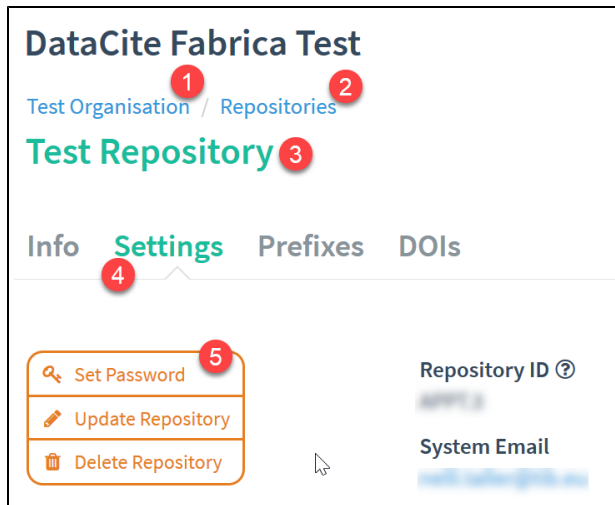 DataCite Fabrica Test
1 2
Test Organisation / Repositories
Test Repository 3
Info Settings Prefixes DOIs
4
5
Set Password
Update Repository
Delete Repository
Repository ID ?
System Email